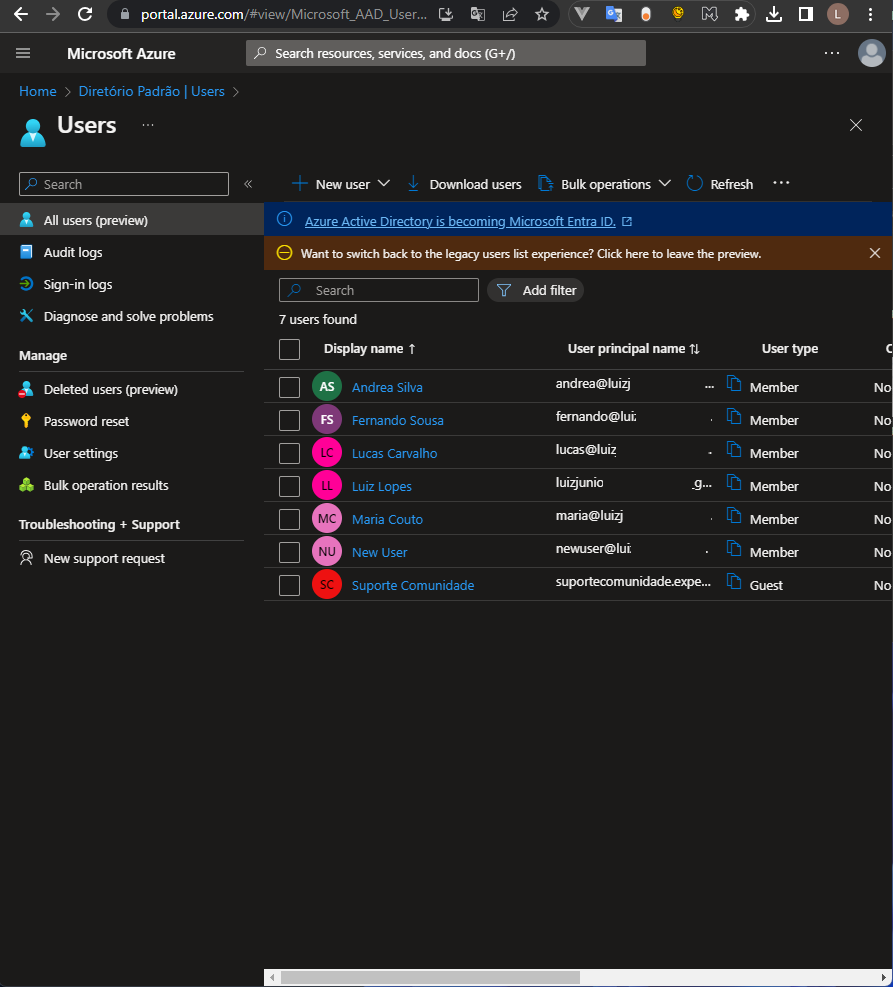 portal.azure.com/#view/Microsoft_AAD_User...
L
Microsoft Azure
Search resources, services, and docs (G+/)
Home > Diretório Padrão | Users >
Users
Search
New user
Download users
Bulk operations
Refresh
All users (preview)
Audit logs
Sign-in logs
Diagnose and solve problems
Manage
Deleted users (preview)
Password reset
User settings
Bulk operation results
Troubleshooting + Support
New support request
Azure Active Directory is becoming Microsoft Entra ID.
Want to switch back to the legacy users list experience? Click here to leave the preview.
Search
Add filter
7 users found
Display name ↑ User principal name ↑↓ User type
AS Andrea Silva andrea@luizj ... Member No
FS Fernando Sousa fernando@luiz Member No
LC Lucas Carvalho lucas@luiz Member No
LL Luiz Lopes luizjunio .g... Member No
MC Maria Couto maria@luizj Member No
NU New User newuser@luiz Member No
SC Suporte Comunidade suportecomunidade.expe... Guest No